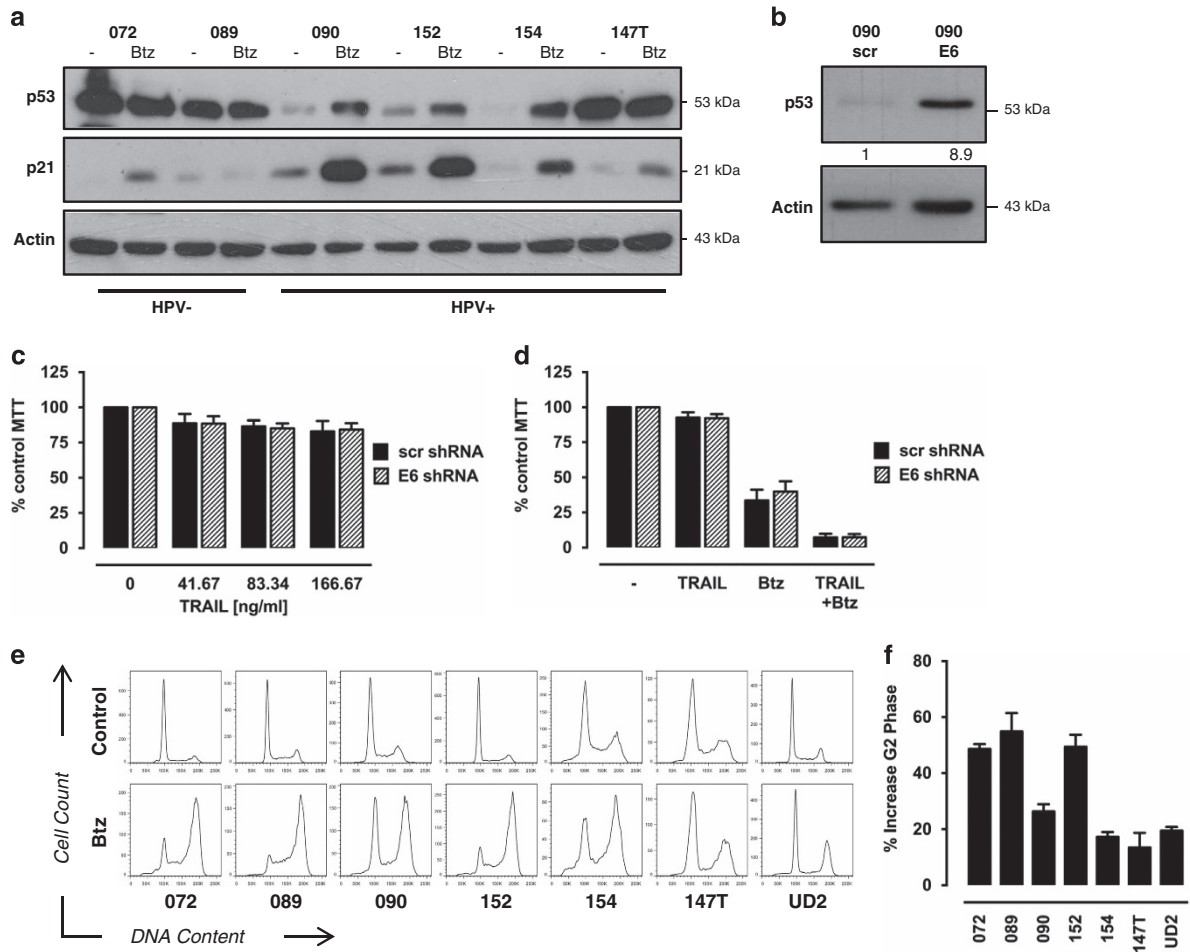 a
072 089 090 152 154 147T
- Btz - Btz - Btz - Btz - Btz - Btz
p53
53 kDa
p21
21 kDa
Actin
43 kDa
HPV-
HPV+
b
090 090
scr E6
p53
53 kDa
1 8.9
Actin
43 kDa
c
% control MTT
125
100
75
50
25
0
0 41.67 83.34 166.67
TRAIL [ng/ml]
scr shRNA
E6 shRNA
d
% control MTT
125
100
75
50
25
0
- TRAIL Btz TRAIL
+Btz
scr shRNA
E6 shRNA
e
Cell Count
Control
Btz
072 089 090 152 154 147T UD2
DNA Content
f
% Increase G2 Phase
80
60
40
20
0
072 089 090 152 154 147T UD2